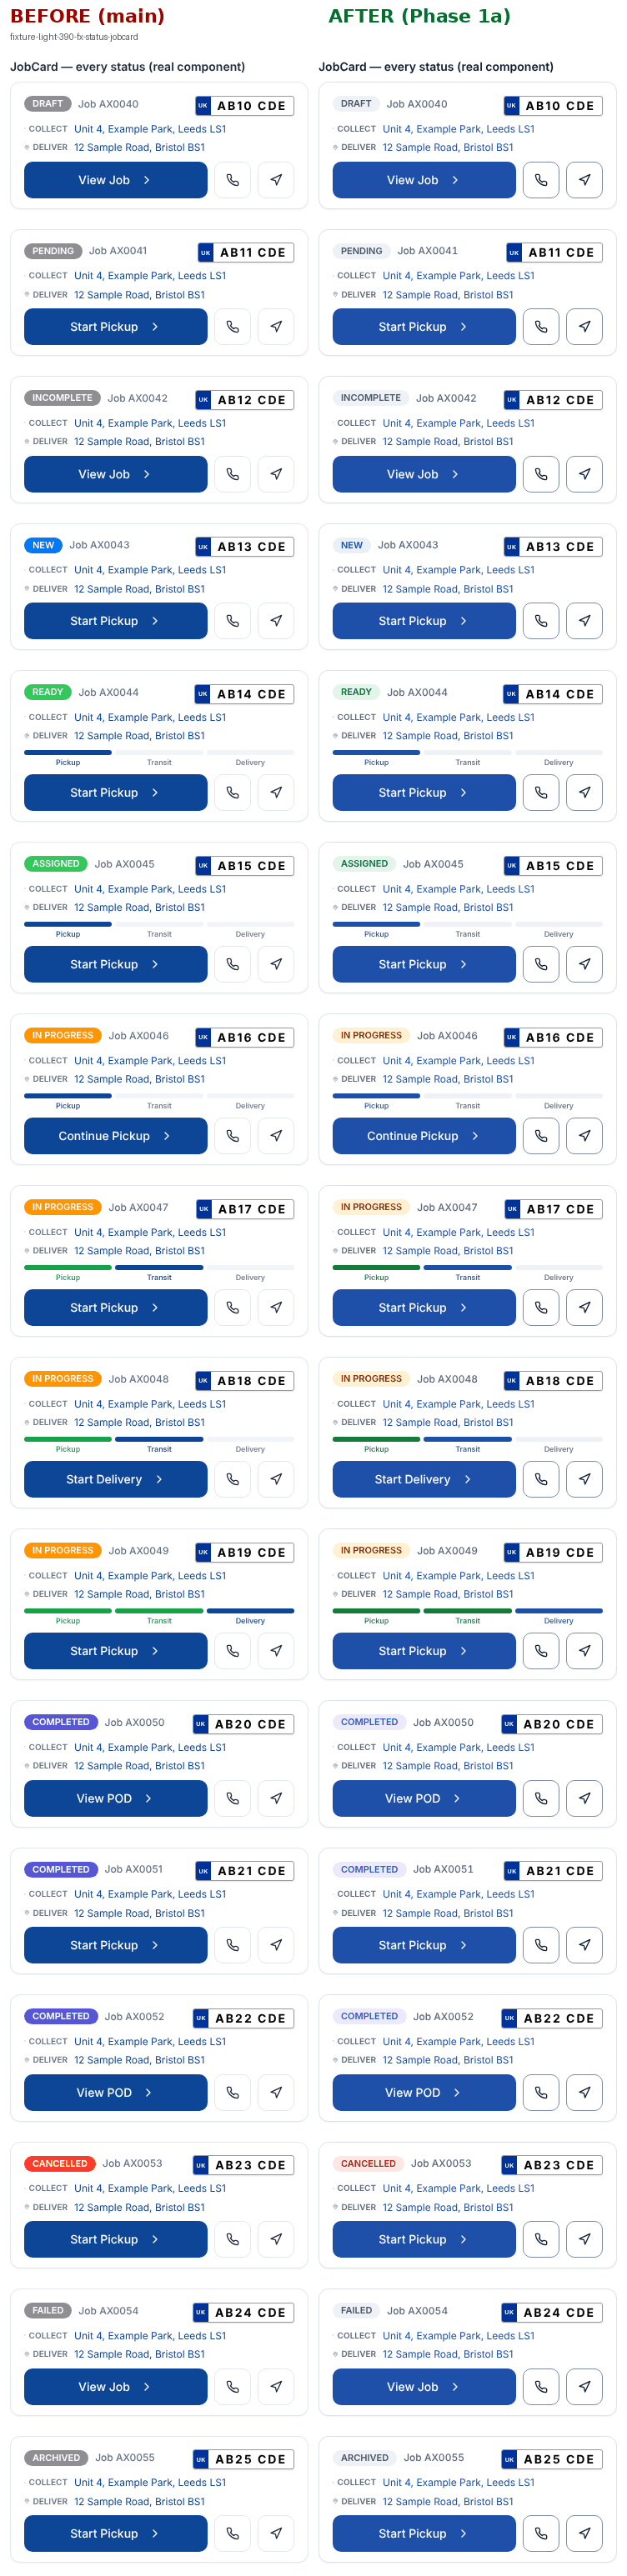 BEFORE (main) AFTER (Phase 1a)
fixture-light-390-fx-status-jobcard
JobCard — every status (real component) JobCard — every status (real component)
DRAFT Job AX0040 UK AB10 CDE DRAFT Job AX0040 UK AB10 CDE
COLLECT Unit 4, Example Park, Leeds LS1 COLLECT Unit 4, Example Park, Leeds LS1
DELIVER 12 Sample Road, Bristol BS1 DELIVER 12 Sample Road, Bristol BS1
View Job View Job
PENDING Job AX0041 UK AB11 CDE PENDING Job AX0041 UK AB11 CDE
COLLECT Unit 4, Example Park, Leeds LS1 COLLECT Unit 4, Example Park, Leeds LS1
DELIVER 12 Sample Road, Bristol BS1 DELIVER 12 Sample Road, Bristol BS1
Start Pickup Start Pickup
INCOMPLETE Job AX0042 UK AB12 CDE INCOMPLETE Job AX0042 UK AB12 CDE
COLLECT Unit 4, Example Park, Leeds LS1 COLLECT Unit 4, Example Park, Leeds LS1
DELIVER 12 Sample Road, Bristol BS1 DELIVER 12 Sample Road, Bristol BS1
View Job View Job
NEW Job AX0043 UK AB13 CDE NEW Job AX0043 UK AB13 CDE
COLLECT Unit 4, Example Park, Leeds LS1 COLLECT Unit 4, Example Park, Leeds LS1
DELIVER 12 Sample Road, Bristol BS1 DELIVER 12 Sample Road, Bristol BS1
Start Pickup Start Pickup
READY Job AX0044 UK AB14 CDE READY Job AX0044 UK AB14 CDE
COLLECT Unit 4, Example Park, Leeds LS1 COLLECT Unit 4, Example Park, Leeds LS1
DELIVER 12 Sample Road, Bristol BS1 DELIVER 12 Sample Road, Bristol BS1
Pickup Transit Delivery Pickup Transit Delivery
Start Pickup Start Pickup
ASSIGNED Job AX0045 UK AB15 CDE ASSIGNED Job AX0045 UK AB15 CDE
COLLECT Unit 4, Example Park, Leeds LS1 COLLECT Unit 4, Example Park, Leeds LS1
DELIVER 12 Sample Road, Bristol BS1 DELIVER 12 Sample Road, Bristol BS1
Pickup Transit Delivery Pickup Transit Delivery
Start Pickup Start Pickup
IN PROGRESS Job AX0046 UK AB16 CDE IN PROGRESS Job AX0046 UK AB16 CDE
COLLECT Unit 4, Example Park, Leeds LS1 COLLECT Unit 4, Example Park, Leeds LS1
DELIVER 12 Sample Road, Bristol BS1 DELIVER 12 Sample Road, Bristol BS1
Pickup Transit Delivery Pickup Transit Delivery
Continue Pickup Continue Pickup
IN PROGRESS Job AX0047 UK AB17 CDE IN PROGRESS Job AX0047 UK AB17 CDE
COLLECT Unit 4, Example Park, Leeds LS1 COLLECT Unit 4, Example Park, Leeds LS1
DELIVER 12 Sample Road, Bristol BS1 DELIVER 12 Sample Road, Bristol BS1
Pickup Transit Delivery Pickup Transit Delivery
Start Pickup Start Pickup
IN PROGRESS Job AX0048 UK AB18 CDE IN PROGRESS Job AX0048 UK AB18 CDE
COLLECT Unit 4, Example Park, Leeds LS1 COLLECT Unit 4, Example Park, Leeds LS1
DELIVER 12 Sample Road, Bristol BS1 DELIVER 12 Sample Road, Bristol BS1
Pickup Transit Delivery Pickup Transit Delivery
Start Delivery Start Delivery
IN PROGRESS Job AX0049 UK AB19 CDE IN PROGRESS Job AX0049 UK AB19 CDE
COLLECT Unit 4, Example Park, Leeds LS1 COLLECT Unit 4, Example Park, Leeds LS1
DELIVER 12 Sample Road, Bristol BS1 DELIVER 12 Sample Road, Bristol BS1
Pickup Transit Delivery Pickup Transit Delivery
Start Pickup Start Pickup
COMPLETED Job AX0050 UK AB20 CDE COMPLETED Job AX0050 UK AB20 CDE
COLLECT Unit 4, Example Park, Leeds LS1 COLLECT Unit 4, Example Park, Leeds LS1
DELIVER 12 Sample Road, Bristol BS1 DELIVER 12 Sample Road, Bristol BS1
View POD View POD
COMPLETED Job AX0051 UK AB21 CDE COMPLETED Job AX0051 UK AB21 CDE
COLLECT Unit 4, Example Park, Leeds LS1 COLLECT Unit 4, Example Park, Leeds LS1
DELIVER 12 Sample Road, Bristol BS1 DELIVER 12 Sample Road, Bristol BS1
Start Pickup Start Pickup
COMPLETED Job AX0052 UK AB22 CDE COMPLETED Job AX0052 UK AB22 CDE
COLLECT Unit 4, Example Park, Leeds LS1 COLLECT Unit 4, Example Park, Leeds LS1
DELIVER 12 Sample Road, Bristol BS1 DELIVER 12 Sample Road, Bristol BS1
View POD View POD
CANCELLED Job AX0053 UK AB23 CDE CANCELLED Job AX0053 UK AB23 CDE
COLLECT Unit 4, Example Park, Leeds LS1 COLLECT Unit 4, Example Park, Leeds LS1
DELIVER 12 Sample Road, Bristol BS1 DELIVER 12 Sample Road, Bristol BS1
Start Pickup Start Pickup
FAILED Job AX0054 UK AB24 CDE FAILED Job AX0054 UK AB24 CDE
COLLECT Unit 4, Example Park, Leeds LS1 COLLECT Unit 4, Example Park, Leeds LS1
DELIVER 12 Sample Road, Bristol BS1 DELIVER 12 Sample Road, Bristol BS1
View Job View Job
ARCHIVED Job AX0055 UK AB25 CDE ARCHIVED Job AX0055 UK AB25 CDE
COLLECT Unit 4, Example Park, Leeds LS1 COLLECT Unit 4, Example Park, Leeds LS1
DELIVER 12 Sample Road, Bristol BS1 DELIVER 12 Sample Road, Bristol BS1
Start Pickup Start Pickup